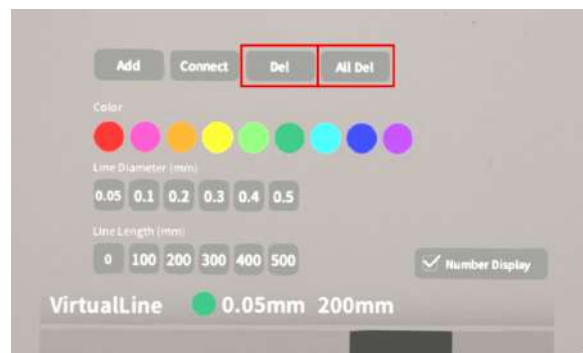 Add Connect Del All Del
Color
Line Diameter (mm)
0.05 0.1 0.2 0.3 0.4 0.5
Line Length (mm)
0 100 200 300 400 500
Number Display
VirtualLine 0.05mm 200mm